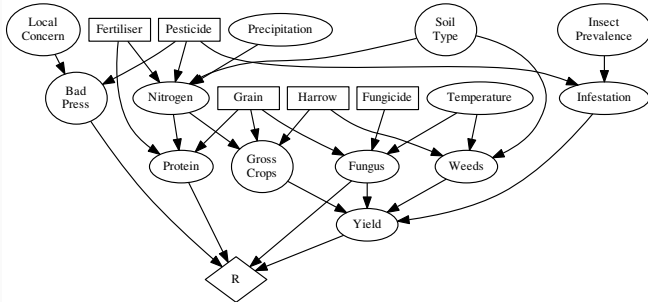 Local
Concern
Fertiliser
Pesticide
Precipitation
Soil
Type
Insect
Prevalence
Bad
Press
Nitrogen
Grain
Harrow
Fungicide
Temperature
Infestation
Protein
Gross
Crops
Fungus
Weeds
Yield
R